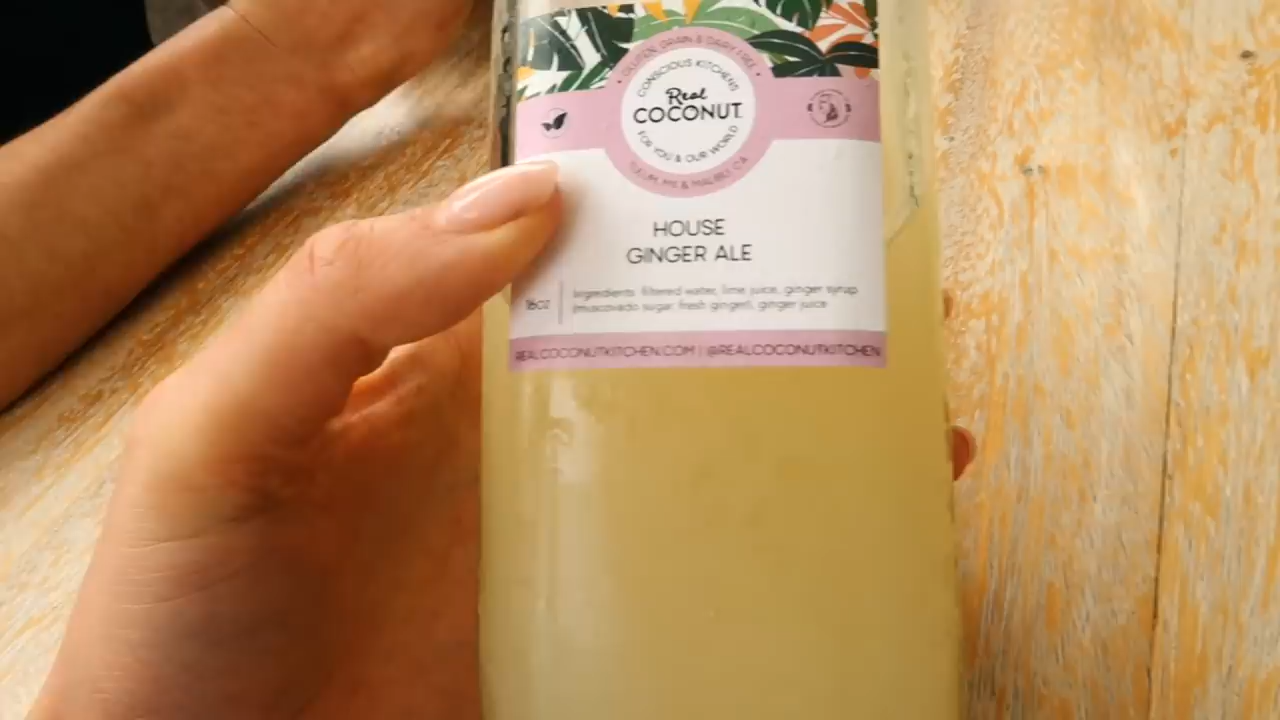 GLUTEN, GRAIN & DAIRY FREE
CONSCIOUS KITCHENS
Real
COCONUT
FOR YOU & OUR WORLD
TULUM, MX & MALIBU, CA
HOUSE
GINGER ALE
16oz
Ingredients: filtered water, lime juice, ginger syrup
(muscovado sugar, fresh ginger), ginger juice
REALCOCONUTKITCHEN.COM | @REALCOCONUTKITCHEN